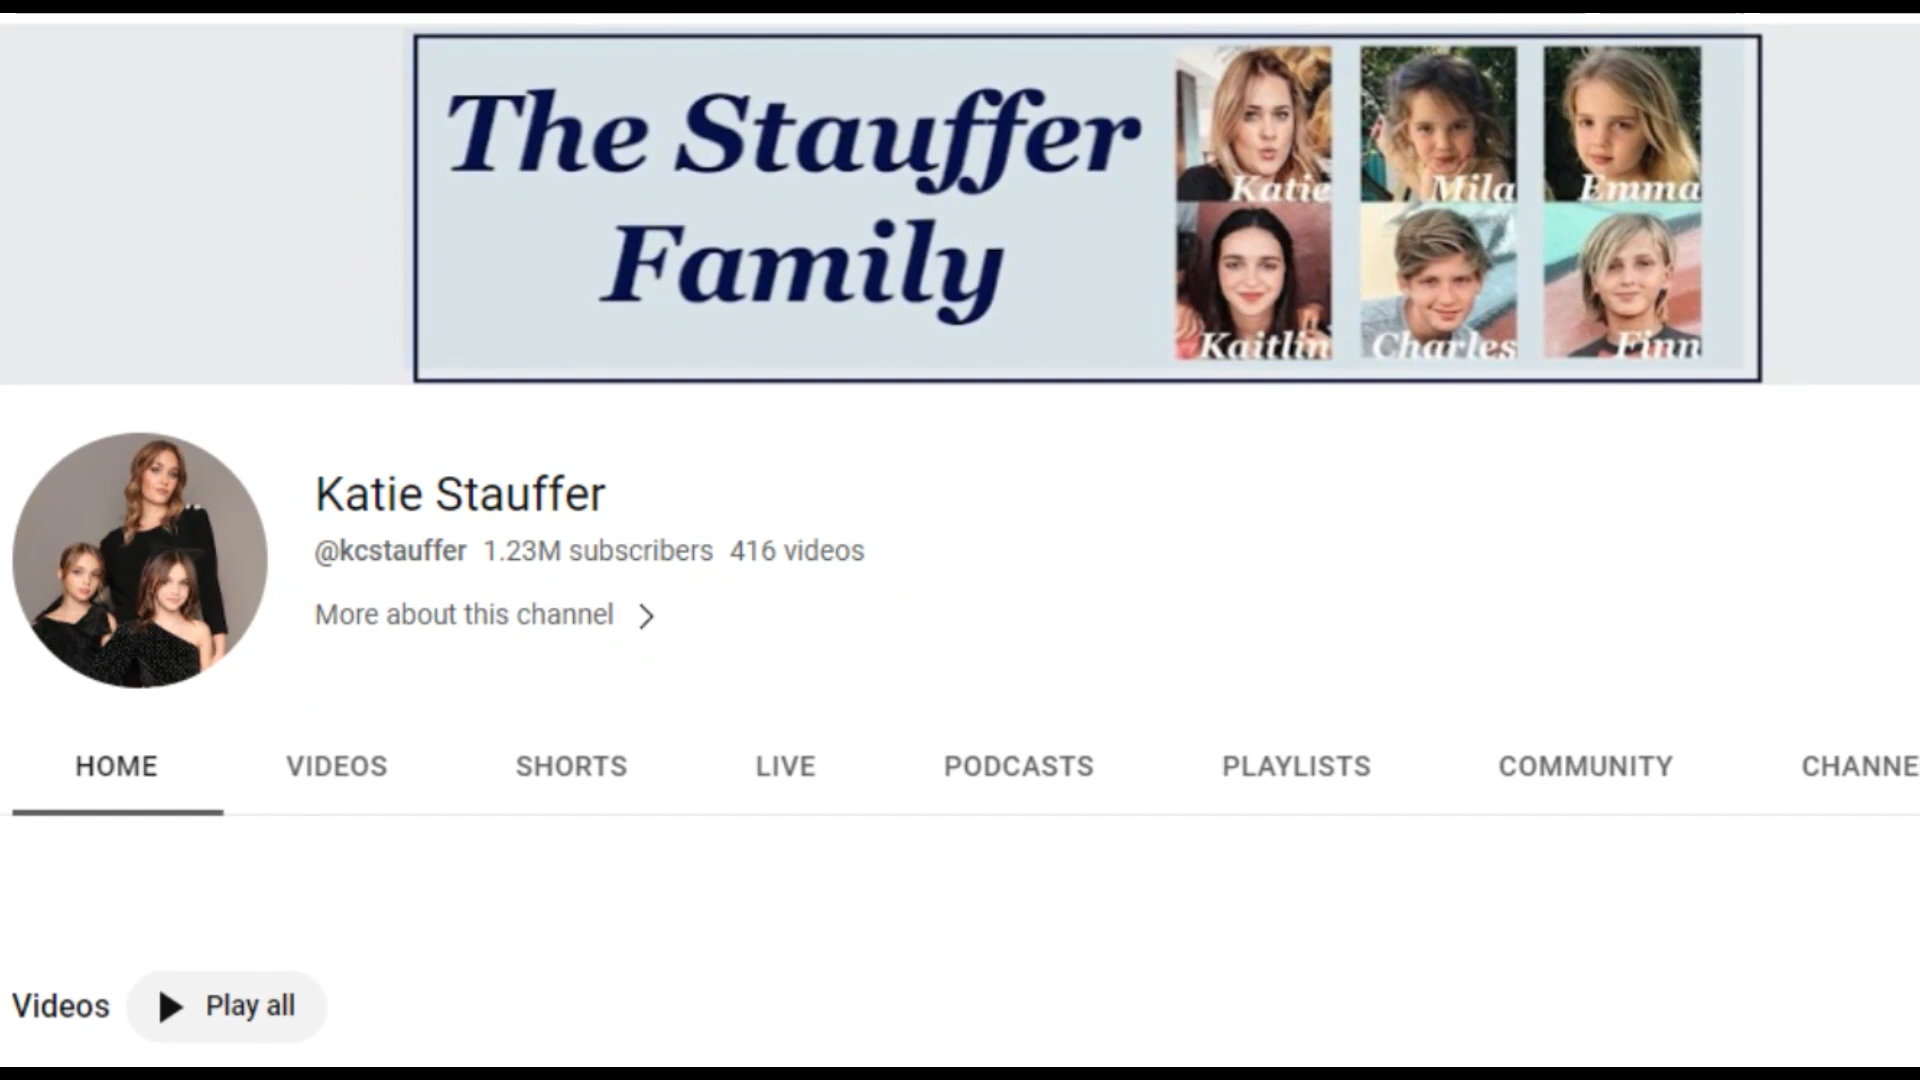 The Stauffer
Family
Katie
Mila
Emma
Kaitlin
Charles
Finn
Katie Stauffer
@kcstauffer 1.23M subscribers 416 videos
More about this channel
HOME VIDEOS SHORTS LIVE PODCASTS PLAYLISTS COMMUNITY CHANNE
Videos Play all